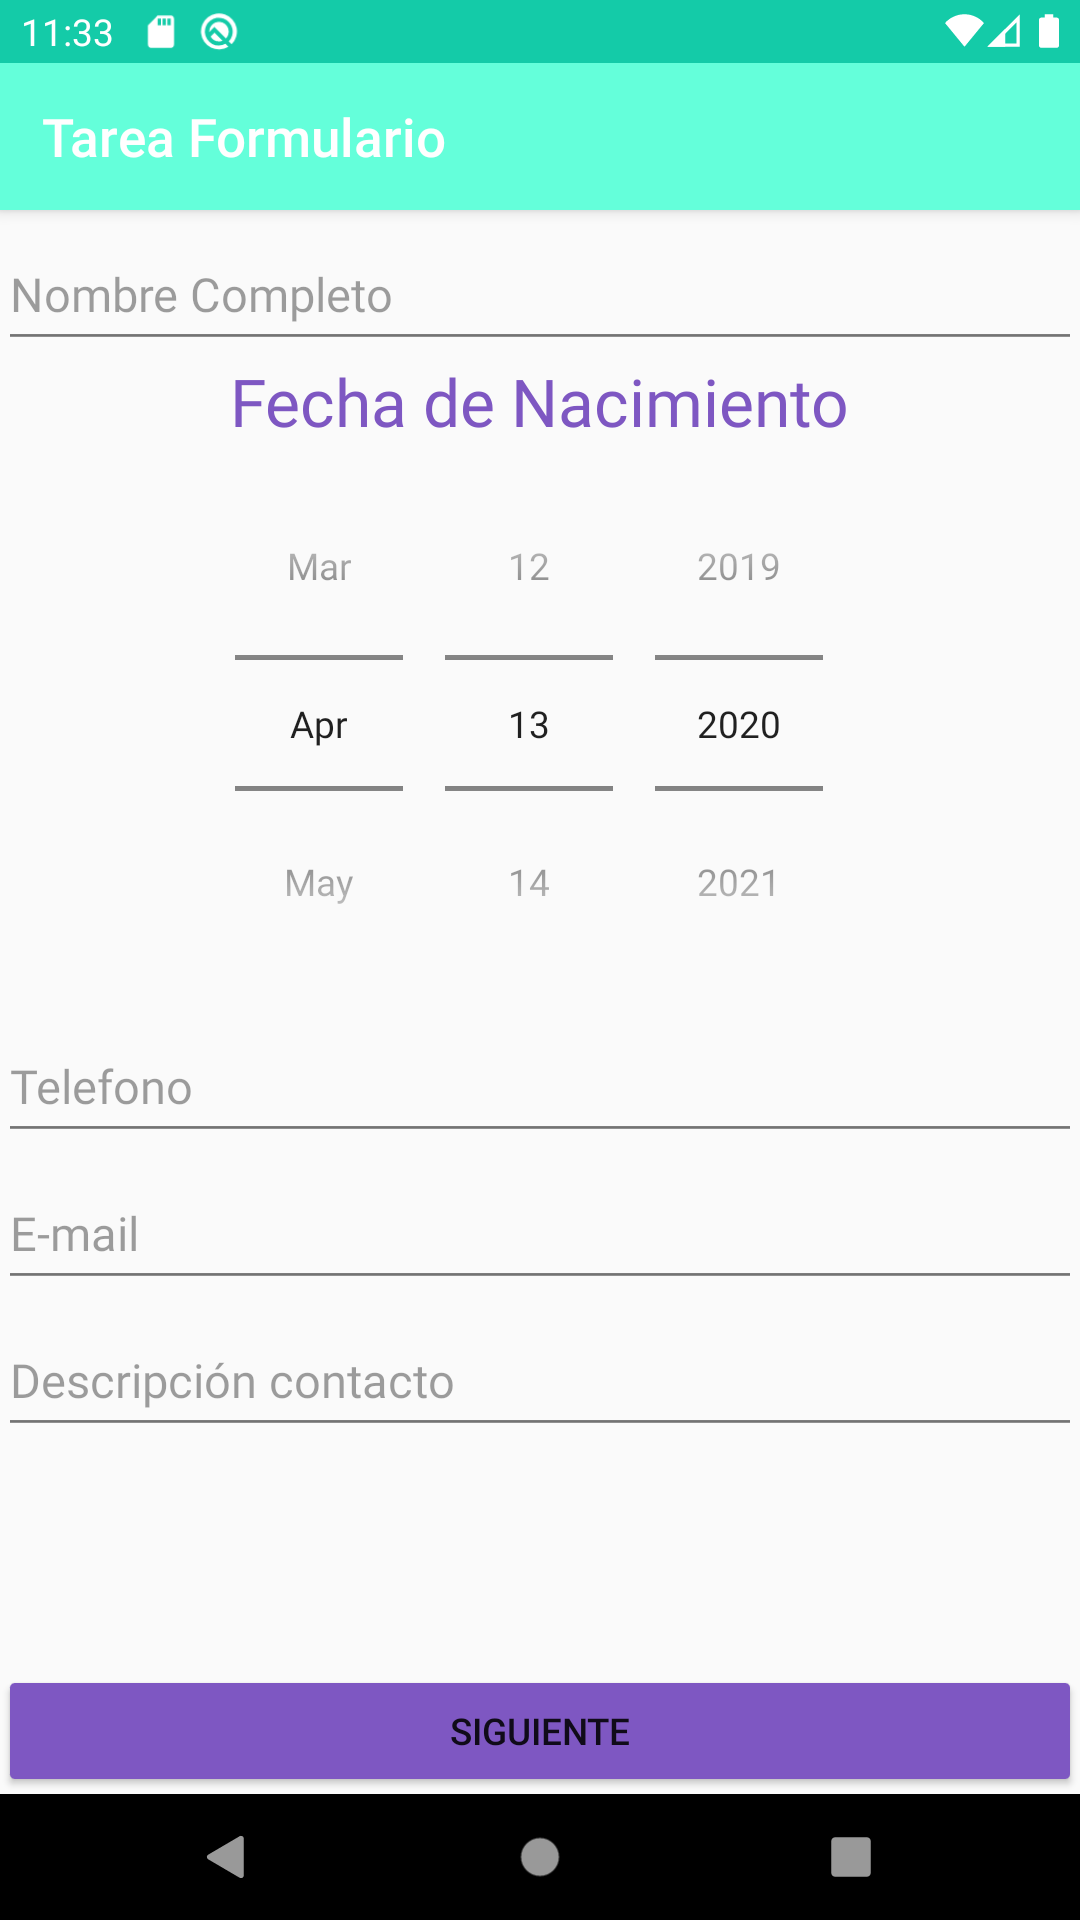 11:33
Tarea Formulario
Nombre Completo
Fecha de Nacimiento
Mar 12 2019
Apr 13 2020
May 14 2021
Telefono
E-mail
Descripción contacto
SIGUIENTE